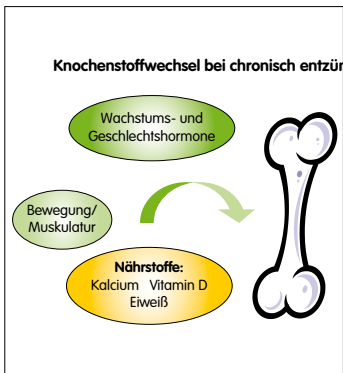 Knochenstoffwechsel bei chronisch
Wachstums- und
Geschlechtshormone
Bewegung/
Muskulatur
Nährstoffe:
Kalcium Vitamin D
Eiweiß